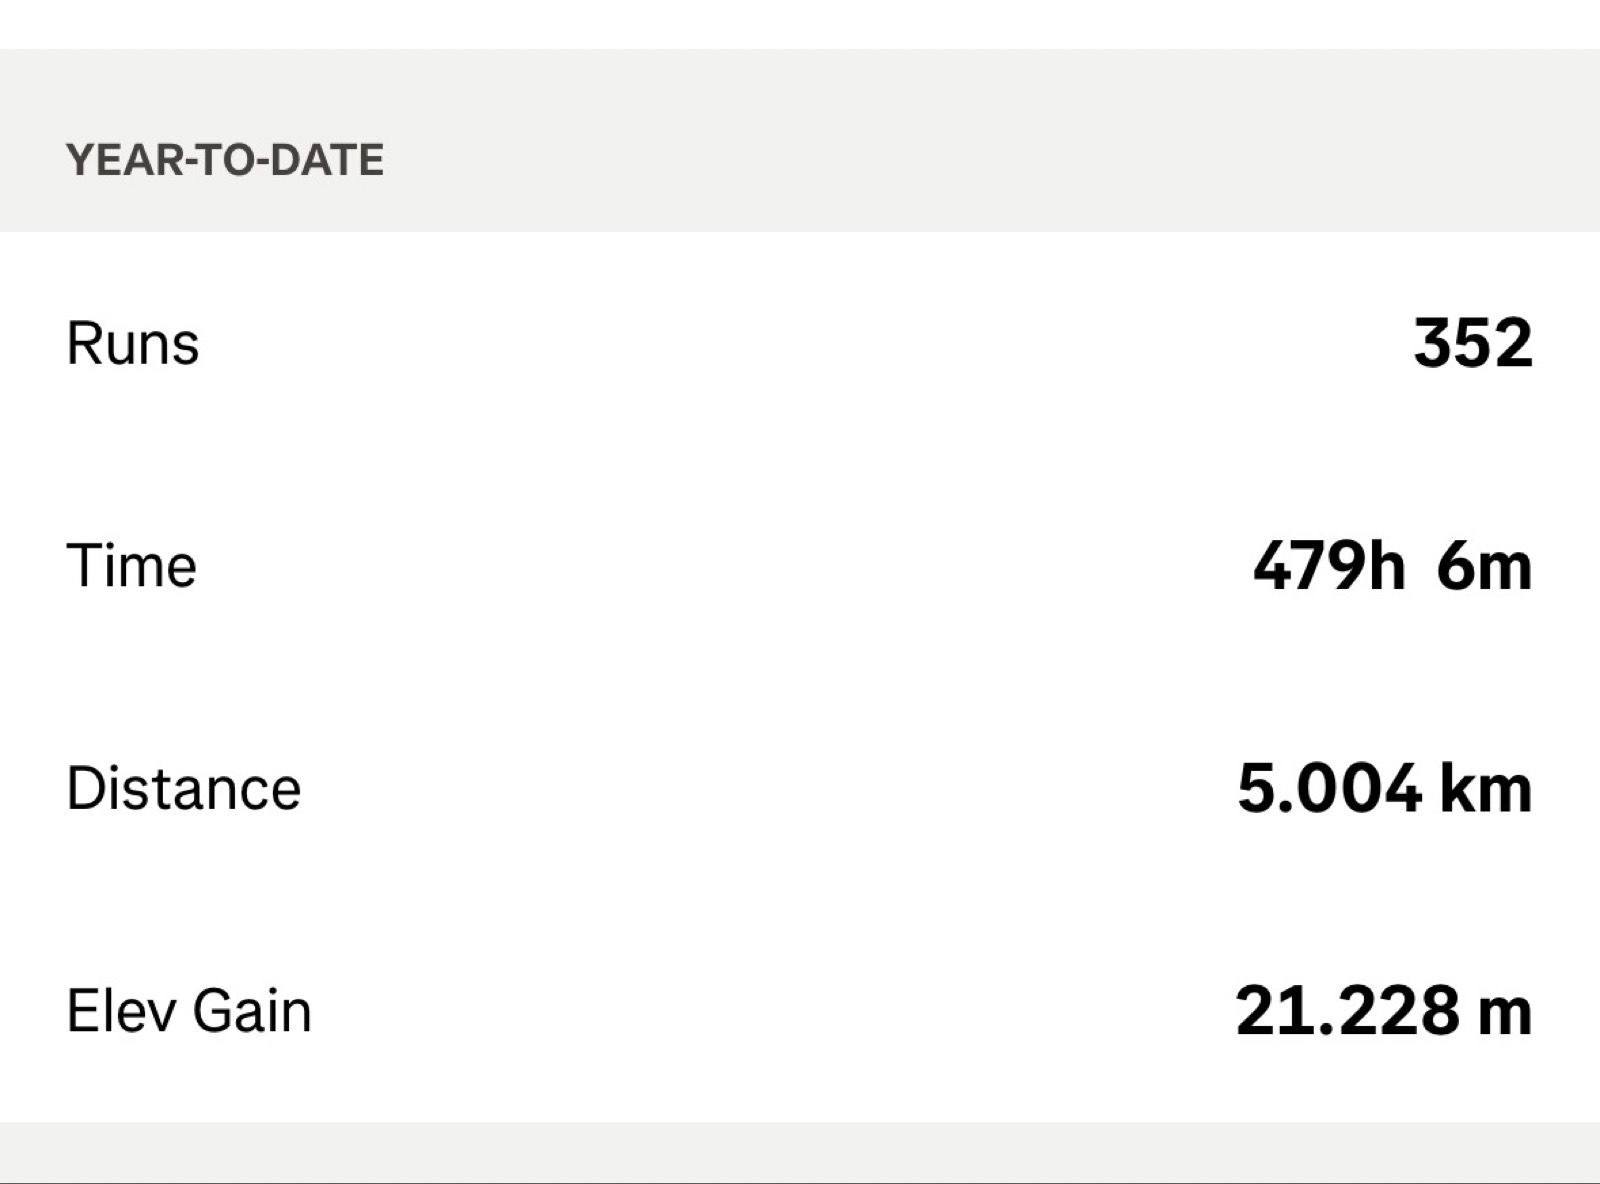 YEAR-TO-DATE
Runs 352
Time 479h 6m
Distance 5.004 km
Elev Gain 21.228 m